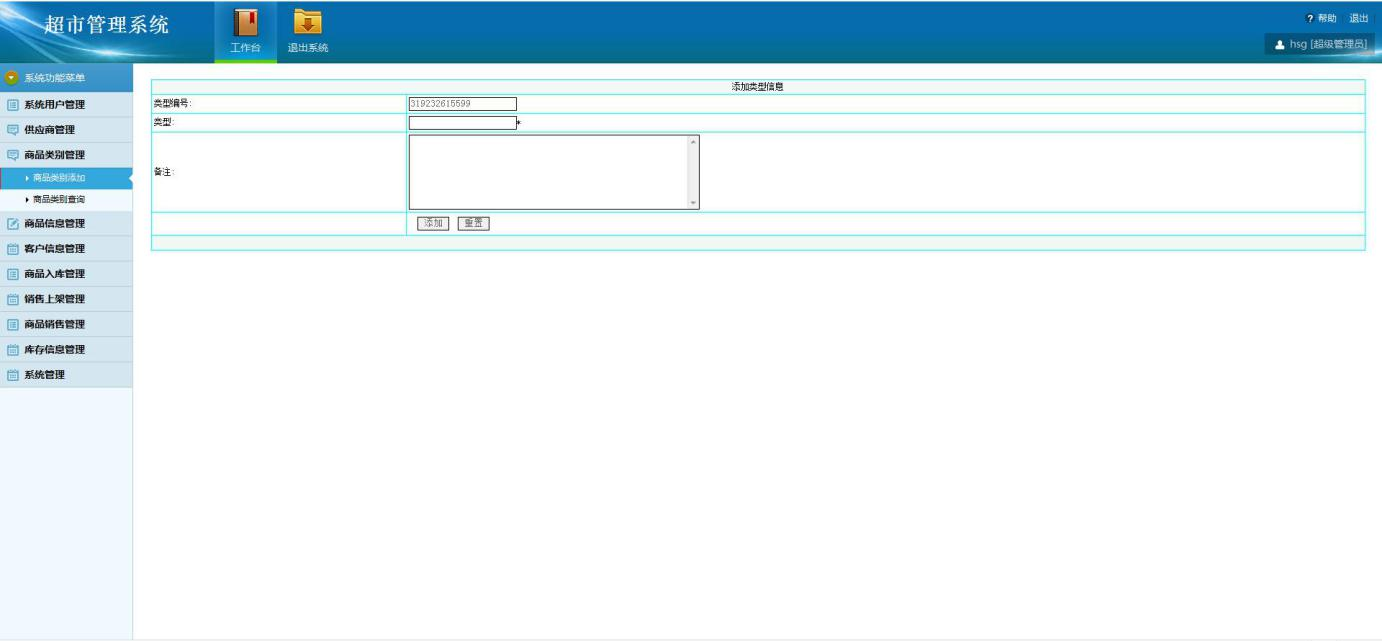 超市管理系统
工作台
退出系统
帮助 退出
hsg [超级管理员]
系统功能菜单
系统用户管理
供应商管理
商品类别管理
商品类别添加
商品类别查询
商品信息管理
客户信息管理
商品入库管理
销售上架管理
商品销售管理
库存信息管理
系统管理
添加类型信息
类型编号: 319232615599
类型: *
备注:
添加 重置